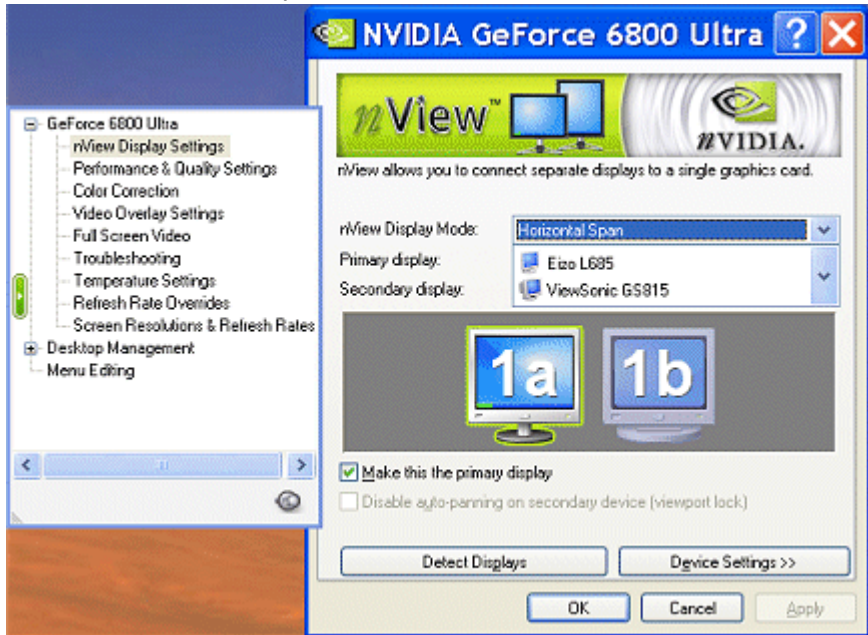 NVIDIA GeForce 6800 Ultra
nView™
NVIDIA.
nView allows you to connect separate displays to a single graphics card.
GeForce 6800 Ultra
nView Display Settings
Performance & Quality Settings
Color Correction
Video Overlay Settings
Full Screen Video
Troubleshooting
Temperature Settings
Refresh Rate Overrides
Screen Resolutions & Refresh Rates
Desktop Management
Menu Editing
nView Display Mode: Horizontal Span
Primary display: Eizo L685
Secondary display: ViewSonic GS815
1a 1b
Make this the primary display
Disable auto-panning on secondary device (viewport lock)
Detect Displays Device Settings >>
OK Cancel Apply